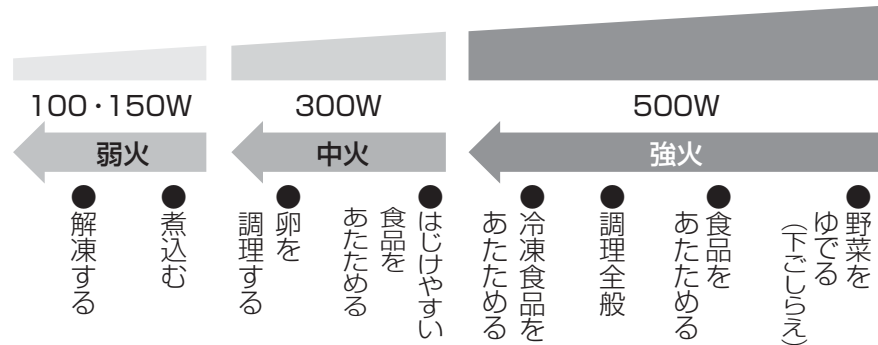 100・150W
300W
500W
弱火
中火
強火
●野菜を
ゆでる
(下ごしらえ)
●食品を
あたためる
●調理全般
●冷凍食品を
あたためる
●はじけやすい
食品を
あたためる
●卵を
調理する
●煮込む
●解凍する